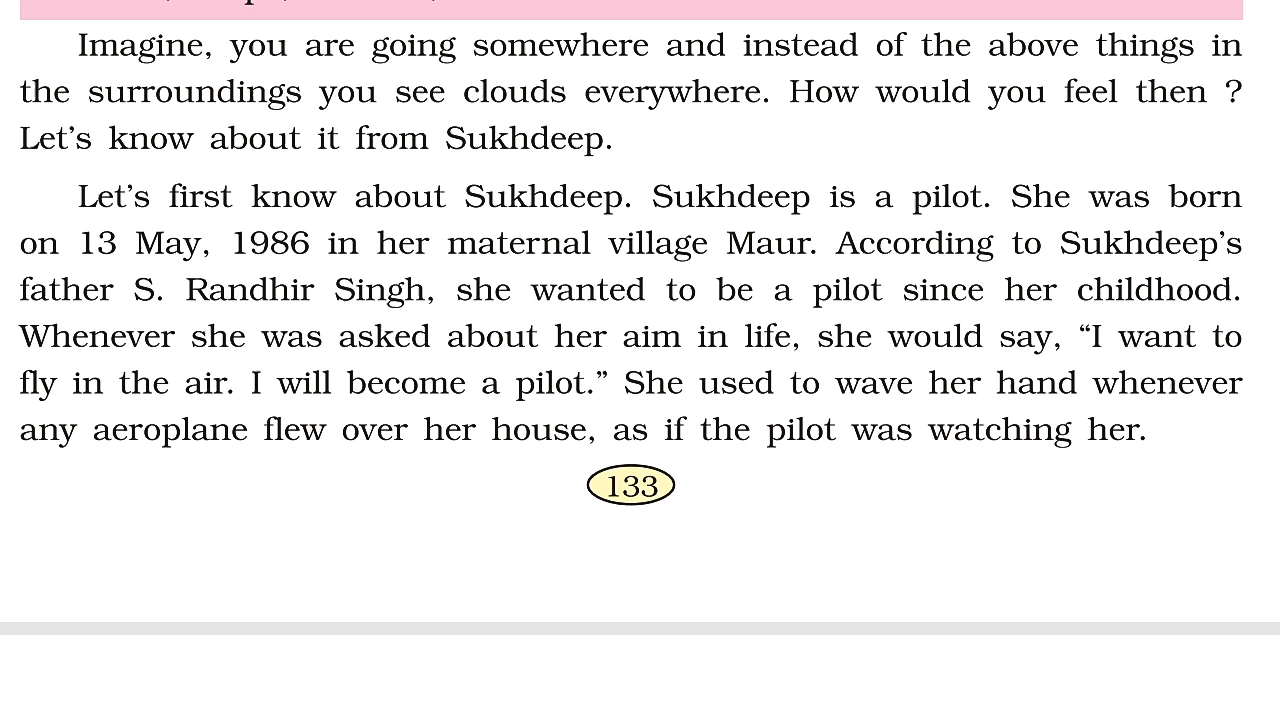 Imagine, you are going somewhere and instead of the above things in
the surroundings you see clouds everywhere. How would you feel then ?
Let’s know about it from Sukhdeep.
Let’s first know about Sukhdeep. Sukhdeep is a pilot. She was born
on 13 May, 1986 in her maternal village Maur. According to Sukhdeep’s
father S. Randhir Singh, she wanted to be a pilot since her childhood.
Whenever she was asked about her aim in life, she would say, “I want to
fly in the air. I will become a pilot.” She used to wave her hand whenever
any aeroplane flew over her house, as if the pilot was watching her.
133